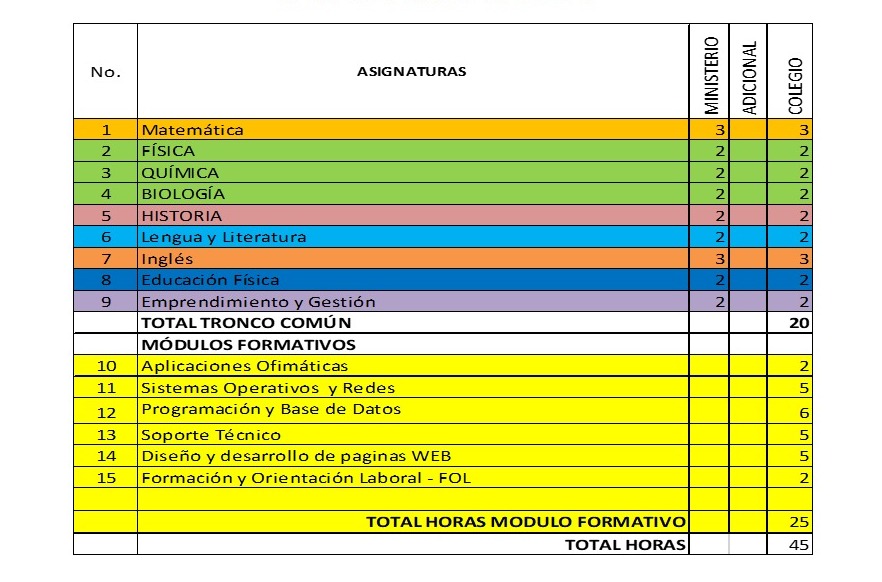 No. ASIGNATURAS MINISTERIO ADICIONAL COLEGIO
1 Matemática 3 3
2 FÍSICA 2 2
3 QUÍMICA 2 2
4 BIOLOGÍA 2 2
5 HISTORIA 2 2
6 Lengua y Literatura 2 2
7 Inglés 3 3
8 Educación Física 2 2
9 Emprendimiento y Gestión 2 2
TOTAL TRONCO COMÚN 20
MÓDULOS FORMATIVOS
10 Aplicaciones Ofimáticas 2
11 Sistemas Operativos y Redes 5
12 Programación y Base de Datos 6
13 Soporte Técnico 5
14 Diseño y desarrollo de paginas WEB 5
15 Formación y Orientación Laboral - FOL 2
TOTAL HORAS MODULO FORMATIVO 25
TOTAL HORAS 45